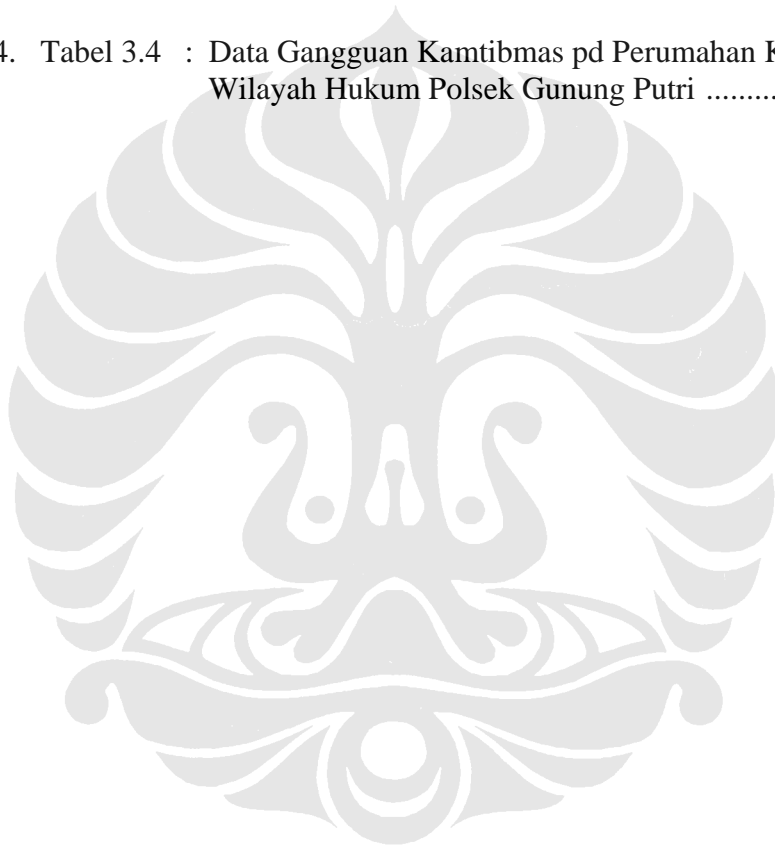 4. Tabel 3.4 : Data Gangguan Kamtibmas pd Perumahan K
Wilayah Hukum Polsek Gunung Putri ..........